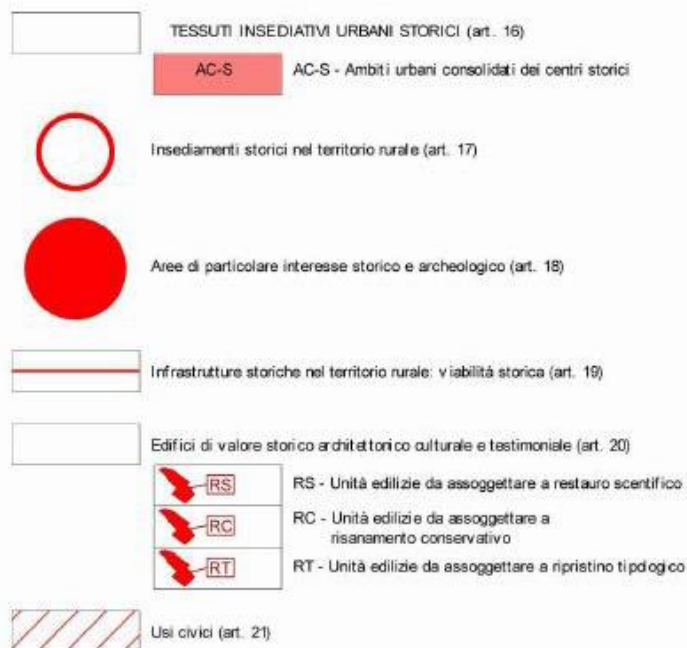 TESSUTI INSEDIATIVI URBANI STORICI (art. 16)
AC-S AC-S - Ambiti urbani consolidati dei centri storici
Insediamenti storici nel territorio rurale (art. 17)
Aree di particolare interesse storico e archeologico (art. 18)
Infrastrutture storiche nel territorio rurale: viabilità storica (art. 19)
Edifici di valore storico architettonico culturale e testimoniale (art. 20)
RS RS - Unità edilizie da assoggettare a restauro scentifico
RC RC - Unità edilizie da assoggettare a
risanamento conservativo
RT RT - Unità edilizie da assoggettare a ripristino tipologico
Usi civici (art. 21)